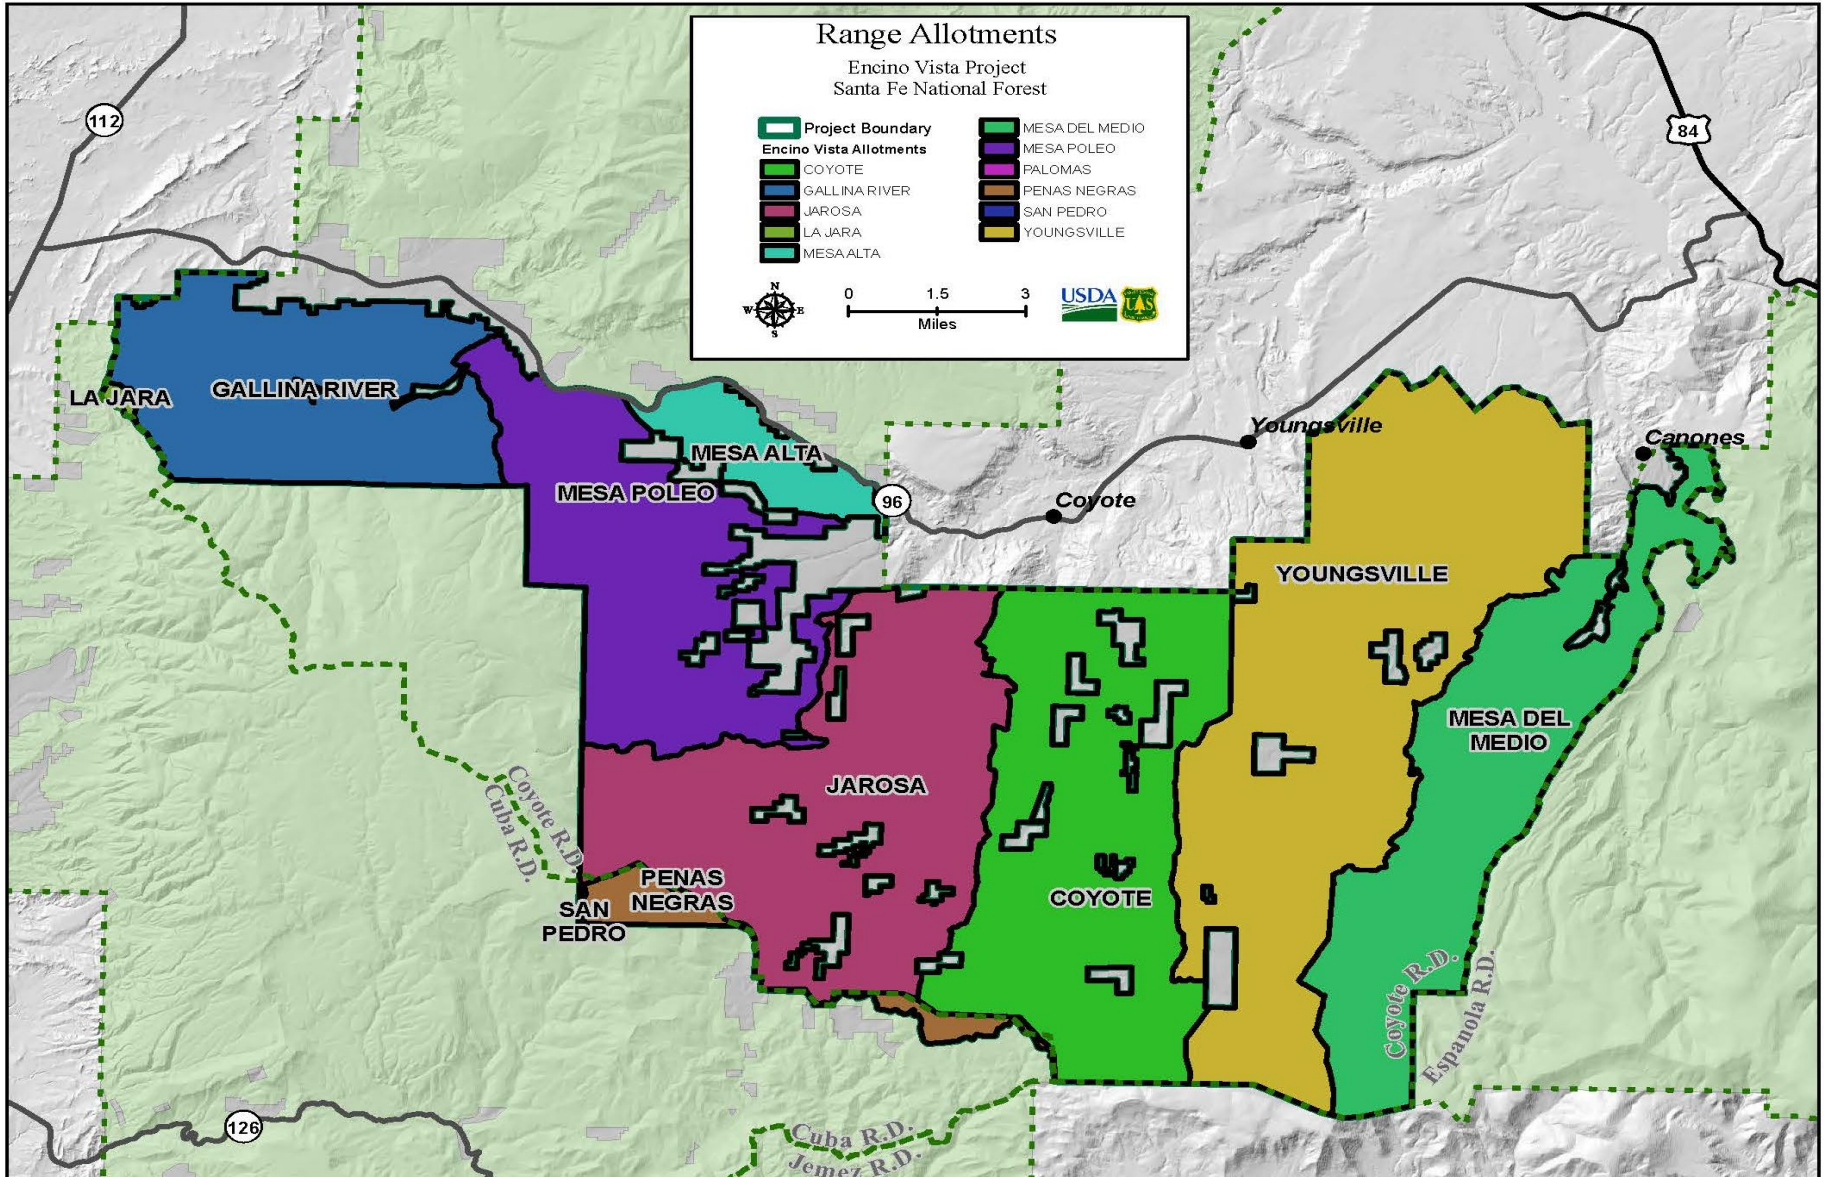 Range Allotments
Encino Vista Project
Santa Fe National Forest
Project Boundary
Encino Vista Allotments
COYOTE
GALLINA RIVER
JAROSA
LA JARA
MESA ALTA
MESA DEL MEDIO
MESA POLEO
PALOMAS
PENAS NEGRAS
SAN PEDRO
YOUNGSVILLE
N
W E
S
0 1.5 3
Miles
USDA
UAS
112
84
LA JARA
GALLINA RIVER
MESA ALTA
MESA POLEO
96
Coyote
Youngsville
Canones
YOUNGSVILLE
MESA DEL
MEDIO
JAROSA
COYOTE
PENAS
NEGRAS
SAN
PEDRO
Coyote R.D.
Cuba R.D.
Coyote R.D.
Espanola R.D.
126
Cuba R.D.
Jemez R.D.